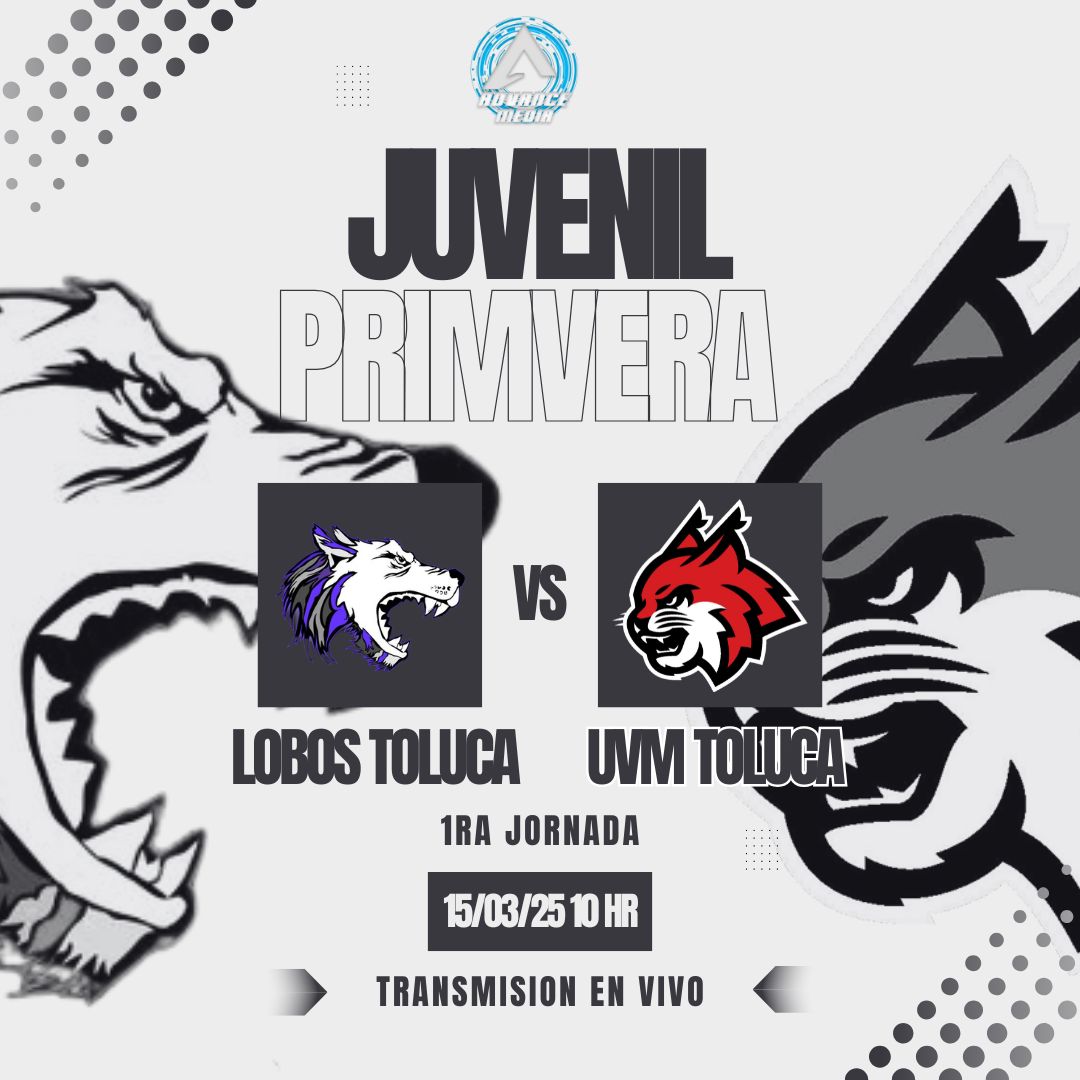 ADVANCE
MEDIA
JUVENIL
PRIMVERA
VS
LOBOS TOLUCA
UVM TOLUCA
1RA JORNADA
15/03/25 10 HR
TRANSMISION EN VIVO